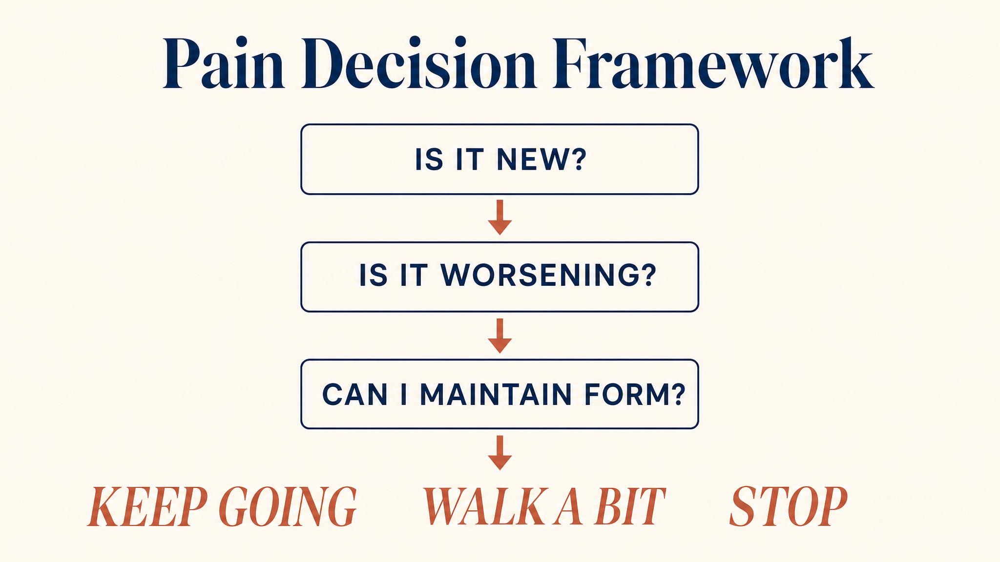 Pain Decision Framework
IS IT NEW?
IS IT WORSENING?
CAN I MAINTAIN FORM?
KEEP GOING WALK A BIT STOP